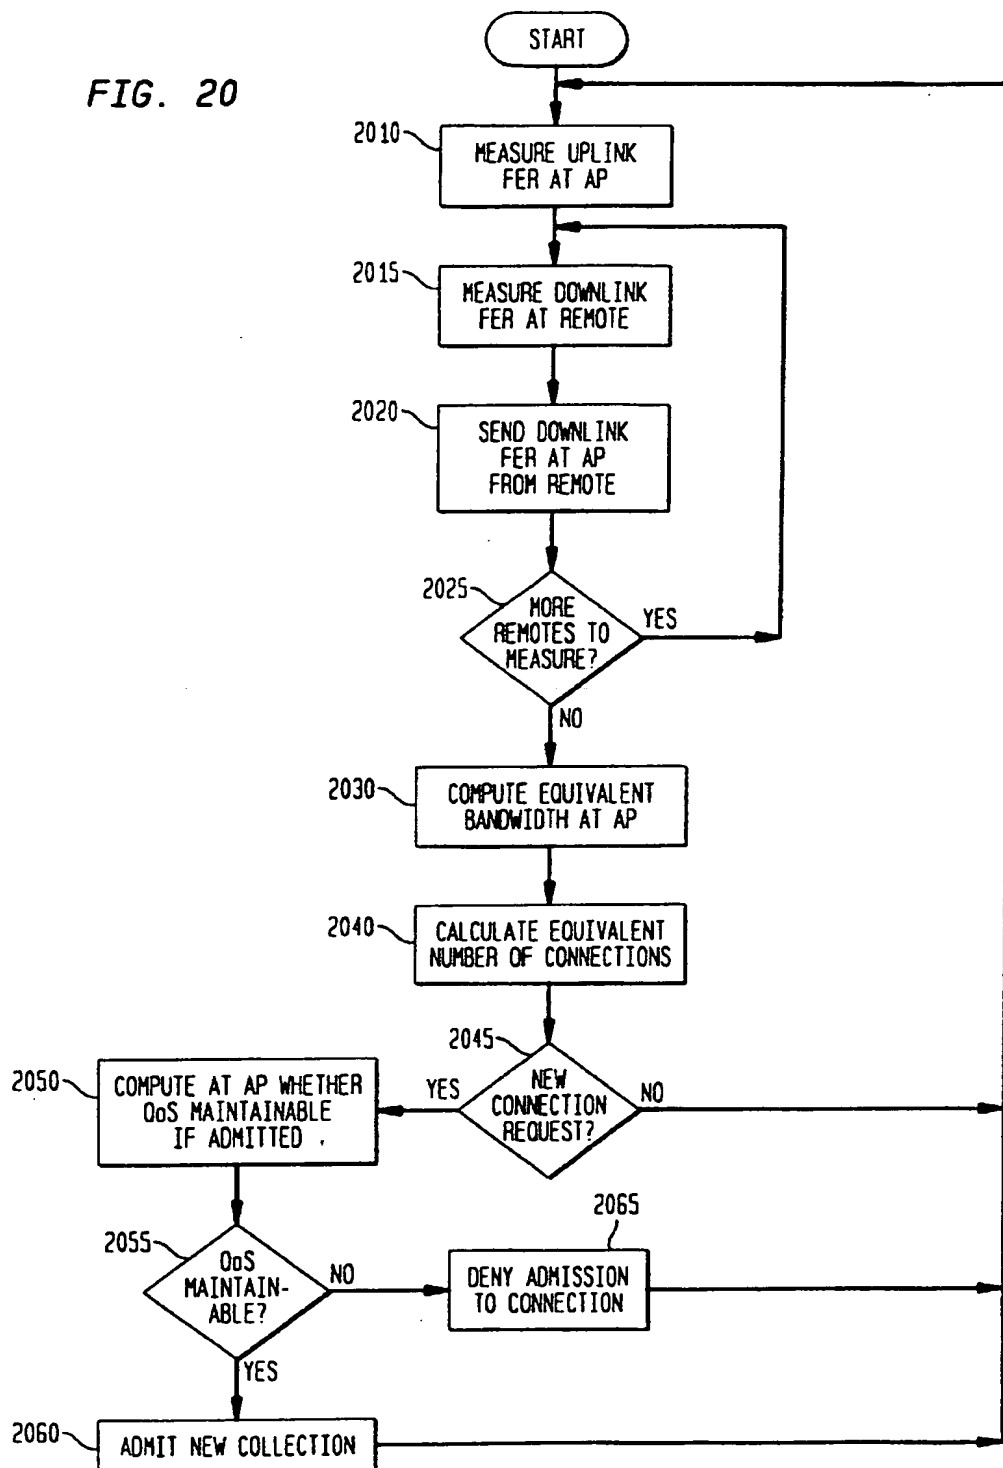 FIG. 20
START
2010
MEASURE UPLINK
FER AT AP
2015
MEASURE DOWNLINK
FER AT REMOTE
2020
SEND DOWNLINK
FER AT AP
FROM REMOTE
2025
MORE
REMOTES TO
MEASURE?
YES
NO
2030
COMPUTE EQUIVALENT
BANDWIDTH AT AP
2040
CALCULATE EQUIVALENT
NUMBER OF CONNECTIONS
2045
NEW
CONNECTION
REQUEST?
YES
NO
2050
COMPUTE AT AP WHETHER
QoS MAINTAINABLE
IF ADMITTED
2055
QoS
MAINTAIN-
ABLE?
NO
YES
2065
DENY ADMISSION
TO CONNECTION
2060
ADMIT NEW COLLECTION